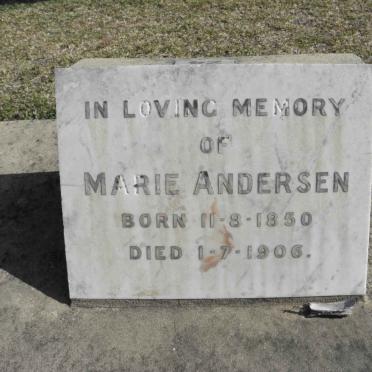 IN LOVING MEMORY
OF
MARIE ANDERSEN
BORN 11-8-1850
DIED 1-7-1906.